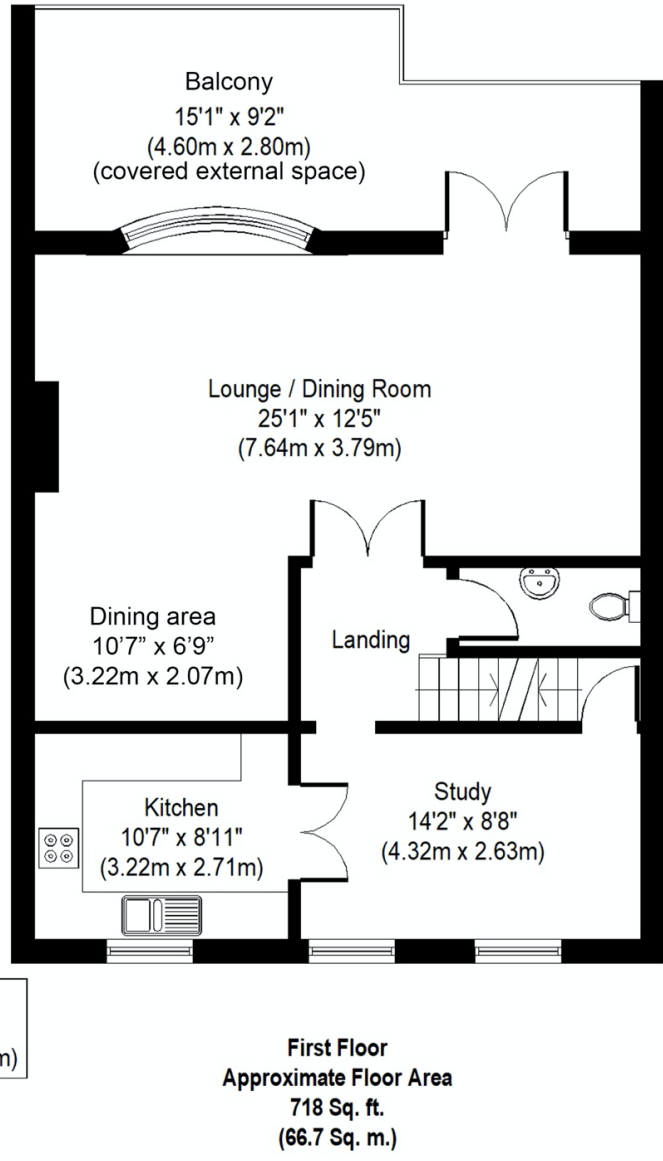 Balcony
15'1" x 9'2"
(4.60m x 2.80m)
(covered external space)
Lounge / Dining Room
25'1" x 12'5"
(7.64m x 3.79m)
Dining area
10’7” x 6’9”
(3.22m x 2.07m)
Landing
Kitchen
10'7" x 8'11"
(3.22m x 2.71m)
Study
14'2" x 8'8"
(4.32m x 2.63m)
m)
First Floor
Approximate Floor Area
718 Sq. ft.
(66.7 Sq. m.)